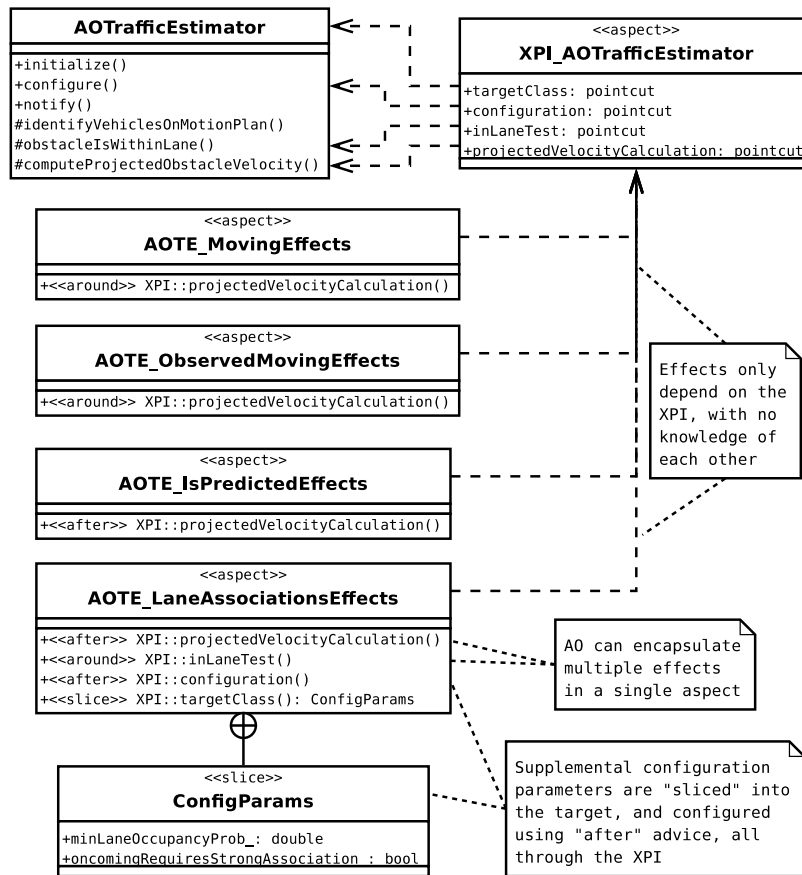 AOTrafficEstimator
+initialize()
+configure()
+notify()
#identifyVehiclesOnMotionPlan()
#obstacleIsWithinLane()
#computeProjectedObstacleVelocity()
<<aspect>>
XPI_AOTrafficEstimator
+targetClass: pointcut
+configuration: pointcut
+inLaneTest: pointcut
+projectedVelocityCalculation: pointcut
<<aspect>>
AOTE_MovingEffects
+<<around>> XPI::projectedVelocityCalculation()
<<aspect>>
AOTE_ObservedMovingEffects
+<<around>> XPI::projectedVelocityCalculation()
Effects only
depend on the
XPI, with no
knowledge of
each other
<<aspect>>
AOTE_IsPredictedEffects
+<<after>> XPI::projectedVelocityCalculation()
<<aspect>>
AOTE_LaneAssociationsEffects
+<<after>> XPI::projectedVelocityCalculation()
+<<around>> XPI::inLaneTest()
+<<after>> XPI::configuration()
+<<slice>> XPI::targetClass(): ConfigParams
AO can encapsulate
multiple effects
in a single aspect
<<slice>>
ConfigParams
+minLaneOccupancyProb_: double
+oncomingRequiresStrongAssociation_: bool
Supplemental configuration
parameters are "sliced" into
the target, and configured
using "after" advice, all
through the XPI